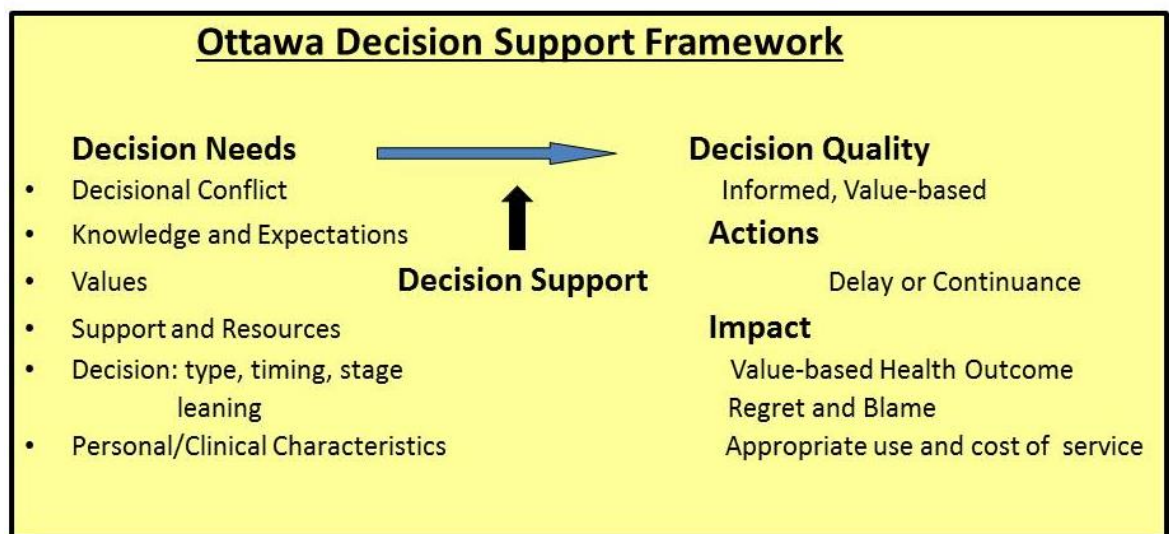 Ottawa Decision Support Framework
Decision Needs
• Decisional Conflict
• Knowledge and Expectations
• Values
• Support and Resources
• Decision: type, timing, stage
leaning
• Personal/Clinical Characteristics
Decision Support
Decision Quality
Informed, Value-based
Actions
Delay or Continuance
Impact
Value-based Health Outcome
Regret and Blame
Appropriate use and cost of service